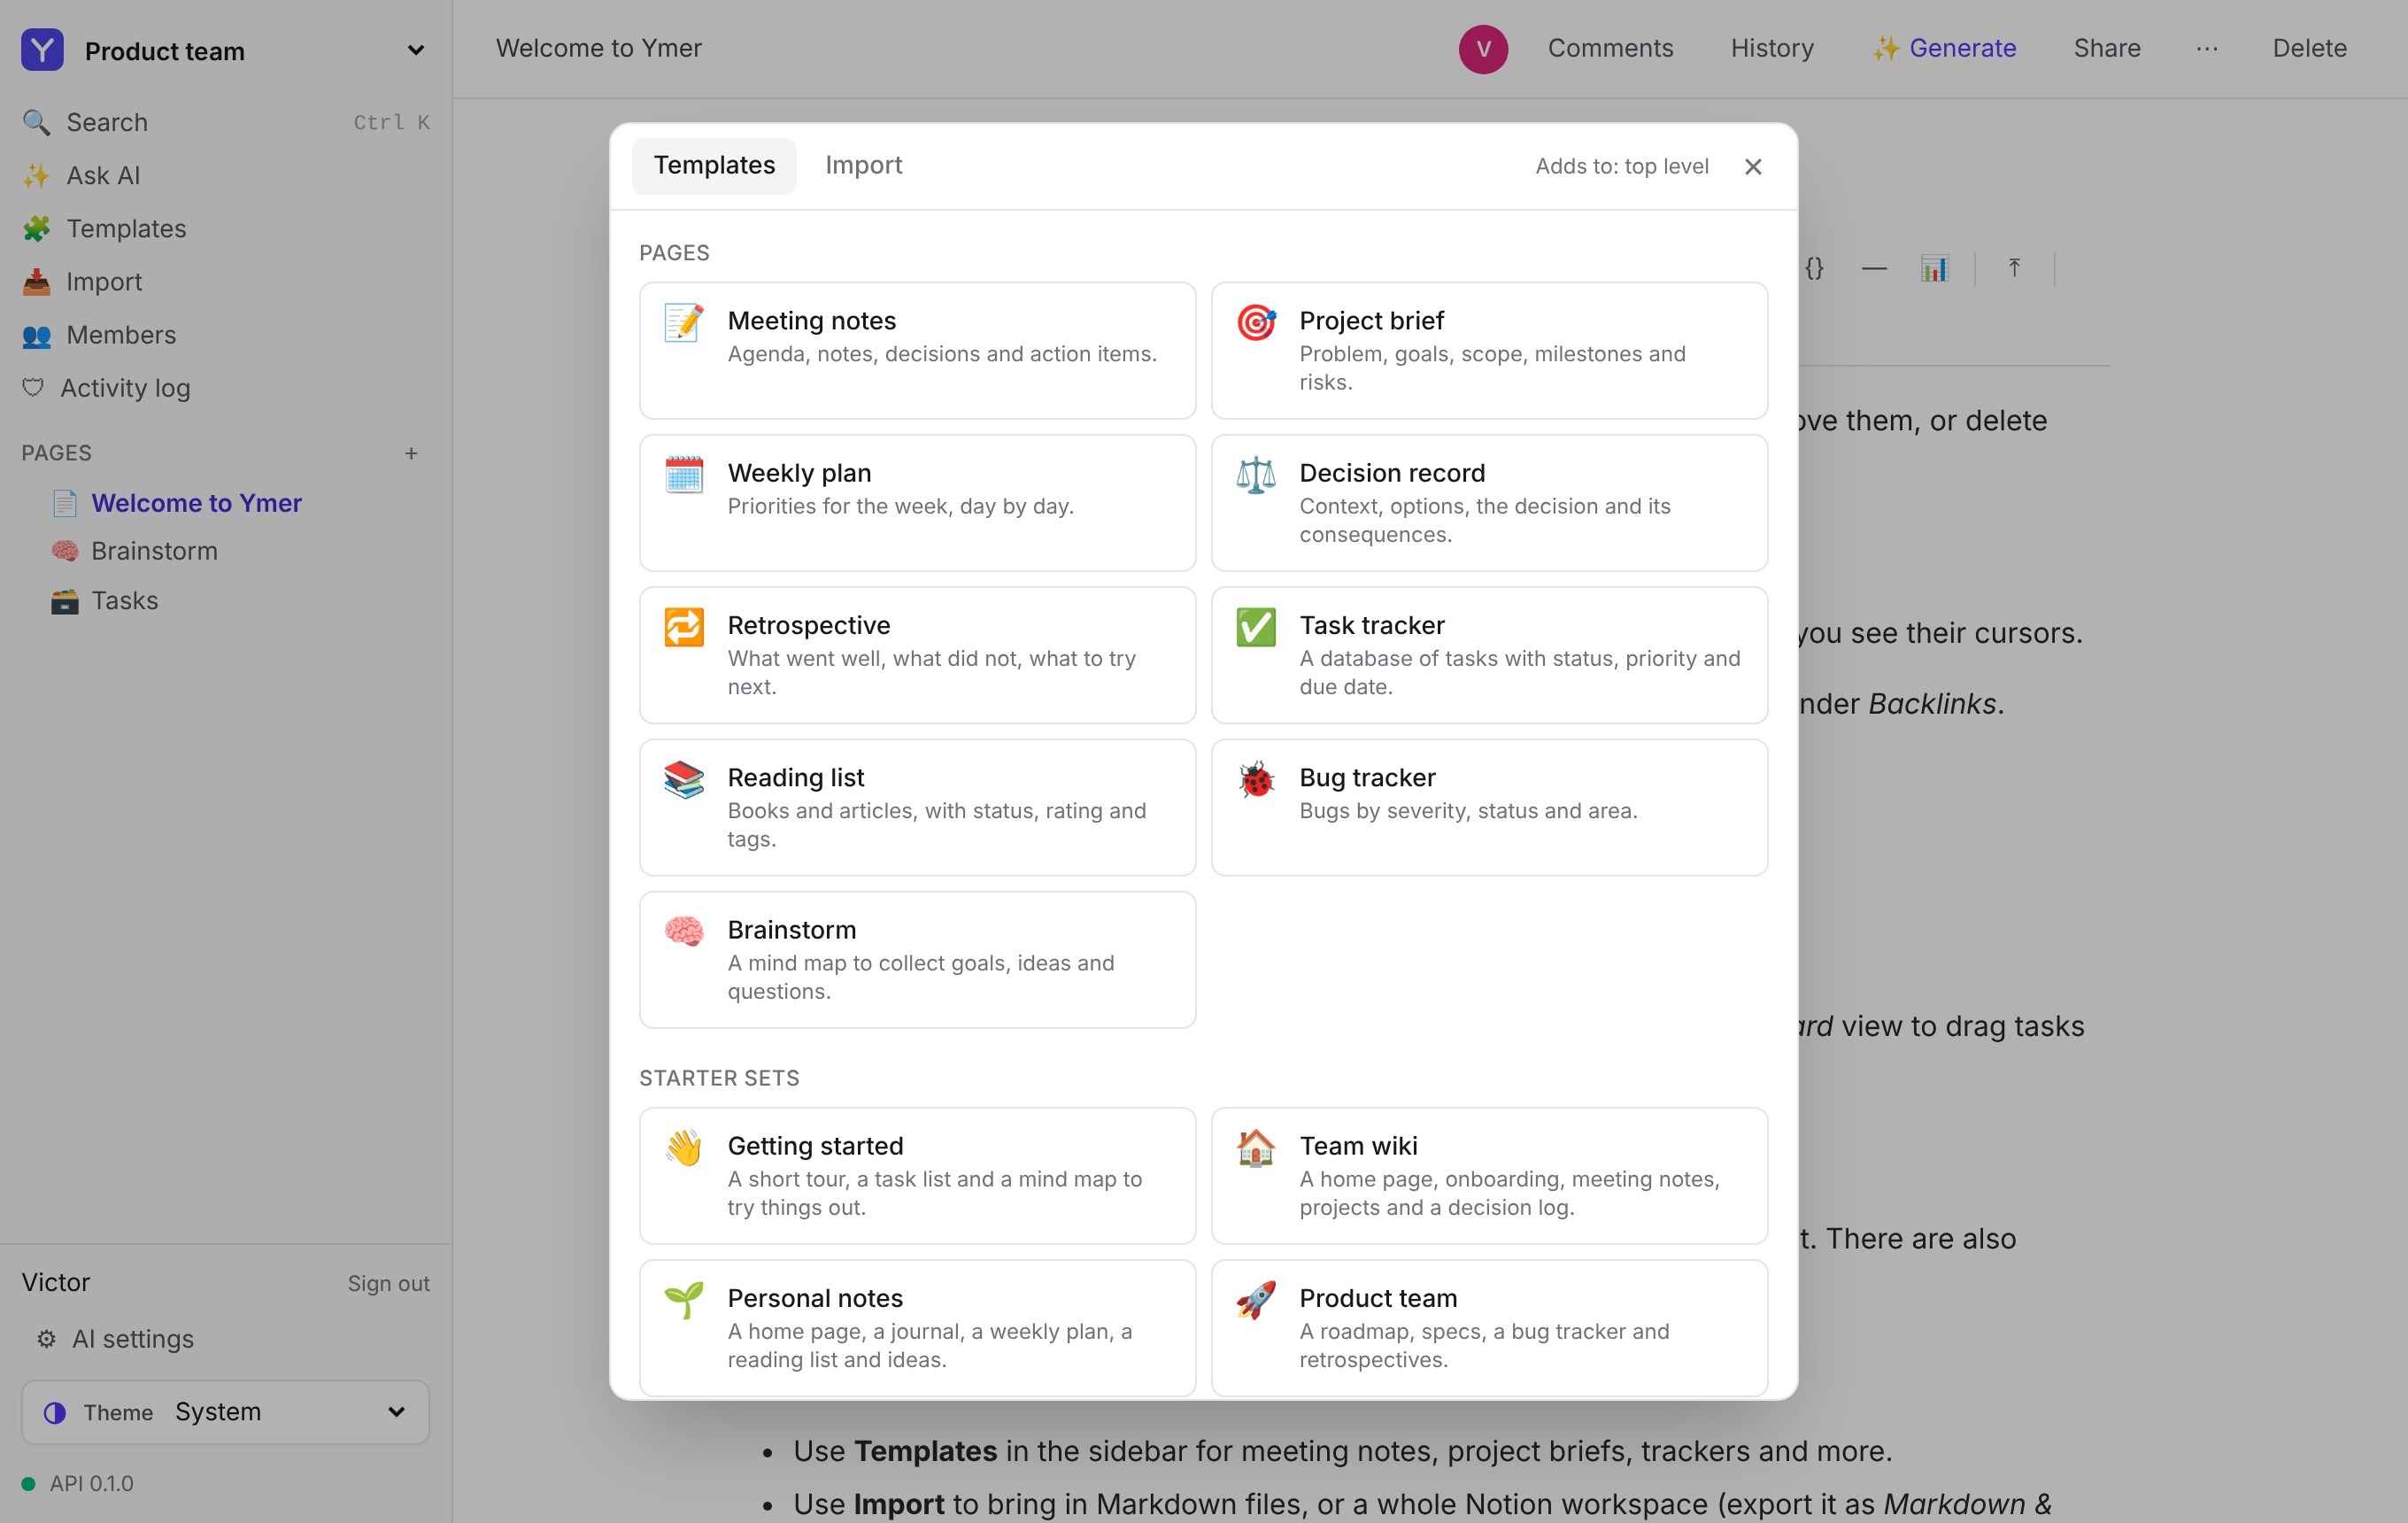 Product team
Search Ctrl K
Ask AI
Templates
Import
Members
Activity log
PAGES +
Welcome to Ymer
Brainstorm
Tasks
Victor Sign out
AI settings
Theme System
API 0.1.0
Welcome to Ymer
V Comments History Generate Share ··· Delete
Templates Import Adds to: top level ×
PAGES
Meeting notes
Agenda, notes, decisions and action items.
Project brief
Problem, goals, scope, milestones and
risks.
Weekly plan
Priorities for the week, day by day.
Decision record
Context, options, the decision and its
consequences.
Retrospective
What went well, what did not, what to try
next.
Task tracker
A database of tasks with status, priority and
due date.
Reading list
Books and articles, with status, rating and
tags.
Bug tracker
Bugs by severity, status and area.
Brainstorm
A mind map to collect goals, ideas and
questions.
STARTER SETS
Getting started
A short tour, a task list and a mind map to
try things out.
Team wiki
A home page, onboarding, meeting notes,
projects and a decision log.
Personal notes
A home page, a journal, a weekly plan, a
reading list and ideas.
Product team
A roadmap, specs, a bug tracker and
retrospectives.
{} —
them, or delete
you see their cursors.
Backlinks.
view to drag tasks
There are also
• Use Templates in the sidebar for meeting notes, project briefs, trackers and more.
• Use Import to bring in Markdown files, or a whole Notion workspace (export it as Markdown &